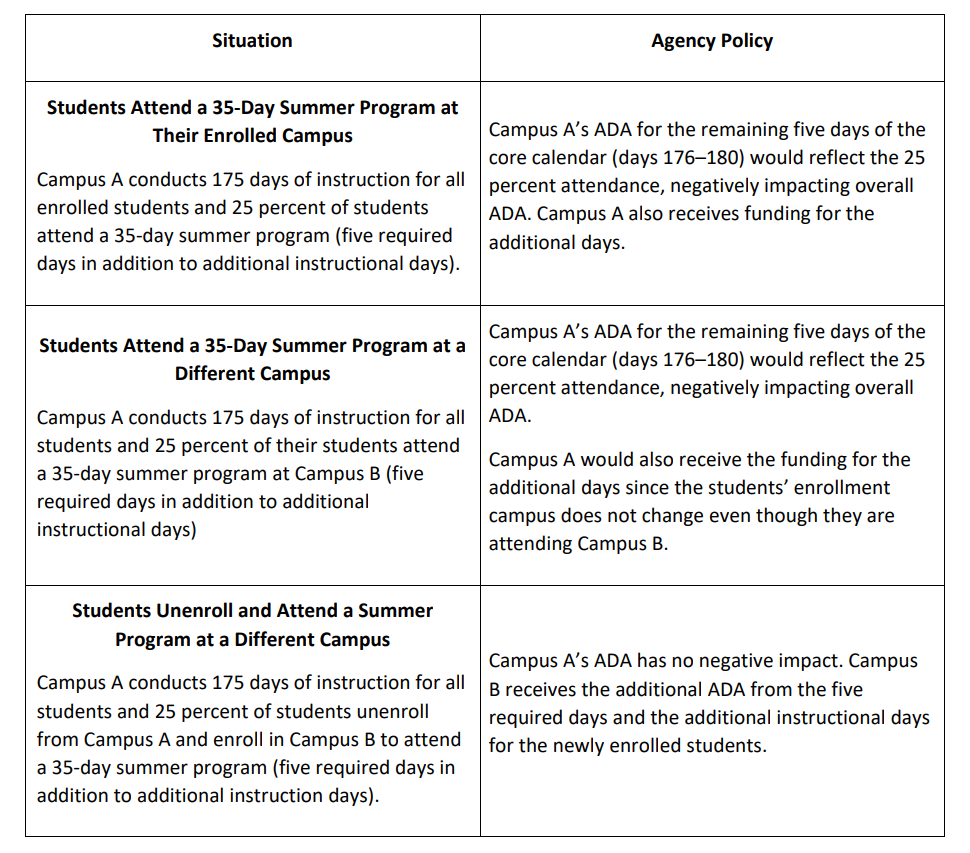 Situation
Agency Policy
Students Attend a 35-Day Summer Program at
Their Enrolled Campus
Campus A conducts 175 days of instruction for all
enrolled students and 25 percent of students
attend a 35-day summer program (five required
days in addition to additional instructional days).
Campus A’s ADA for the remaining five days of the
core calendar (days 176–180) would reflect the 25
percent attendance, negatively impacting overall
ADA. Campus A also receives funding for the
additional days.
Students Attend a 35-Day Summer Program at a
Different Campus
Campus A conducts 175 days of instruction for all
students and 25 percent of their students attend
a 35-day summer program at Campus B (five
required days in addition to additional
instructional days)
Campus A’s ADA for the remaining five days of the
core calendar (days 176–180) would reflect the 25
percent attendance, negatively impacting overall
ADA.
Campus A would also receive the funding for the
additional days since the students’ enrollment
campus does not change even though they are
attending Campus B.
Students Unenroll and Attend a Summer
Program at a Different Campus
Campus A conducts 175 days of instruction for all
students and 25 percent of students unenroll
from Campus A and enroll in Campus B to attend
a 35-day summer program (five required days in
addition to additional instruction days).
Campus A’s ADA has no negative impact. Campus
B receives the additional ADA from the five
required days and the additional instructional days
for the newly enrolled students.